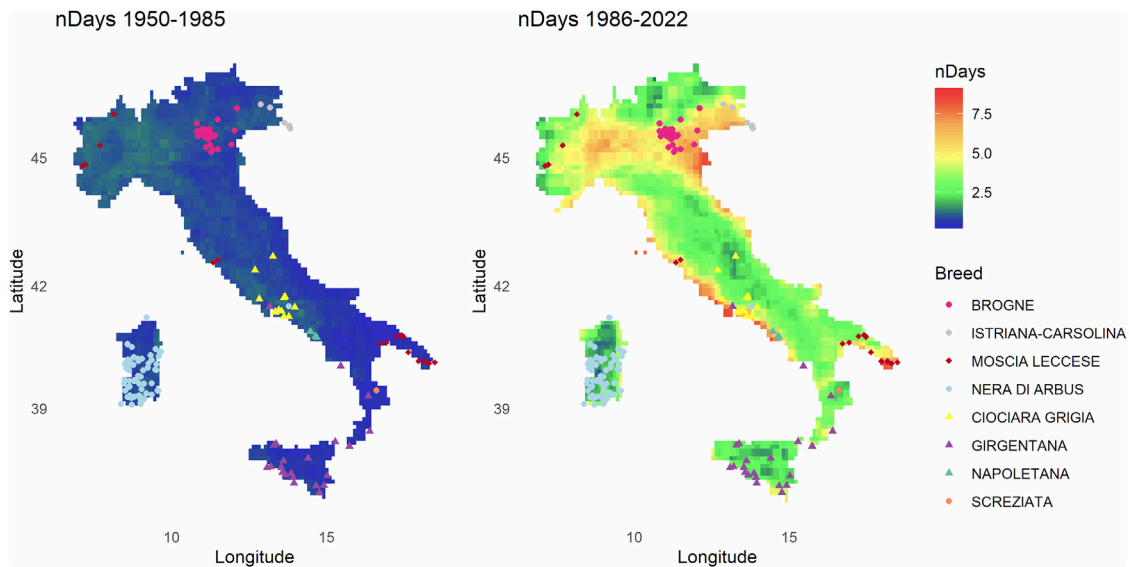 nDays 1950-1985
nDays 1986-2022
Latitude
45
42
39
10
15
Longitude
Latitude
45
42
39
10
15
Longitude
nDays
7.5
5.0
2.5
Breed
BROGNE
ISTRIANA-CARSOLINA
MOSCIA LECCESE
NERA DI ARBUS
CIOCIARA GRIGIA
GIRGENTANA
NAPOLETANA
SCREZIATA